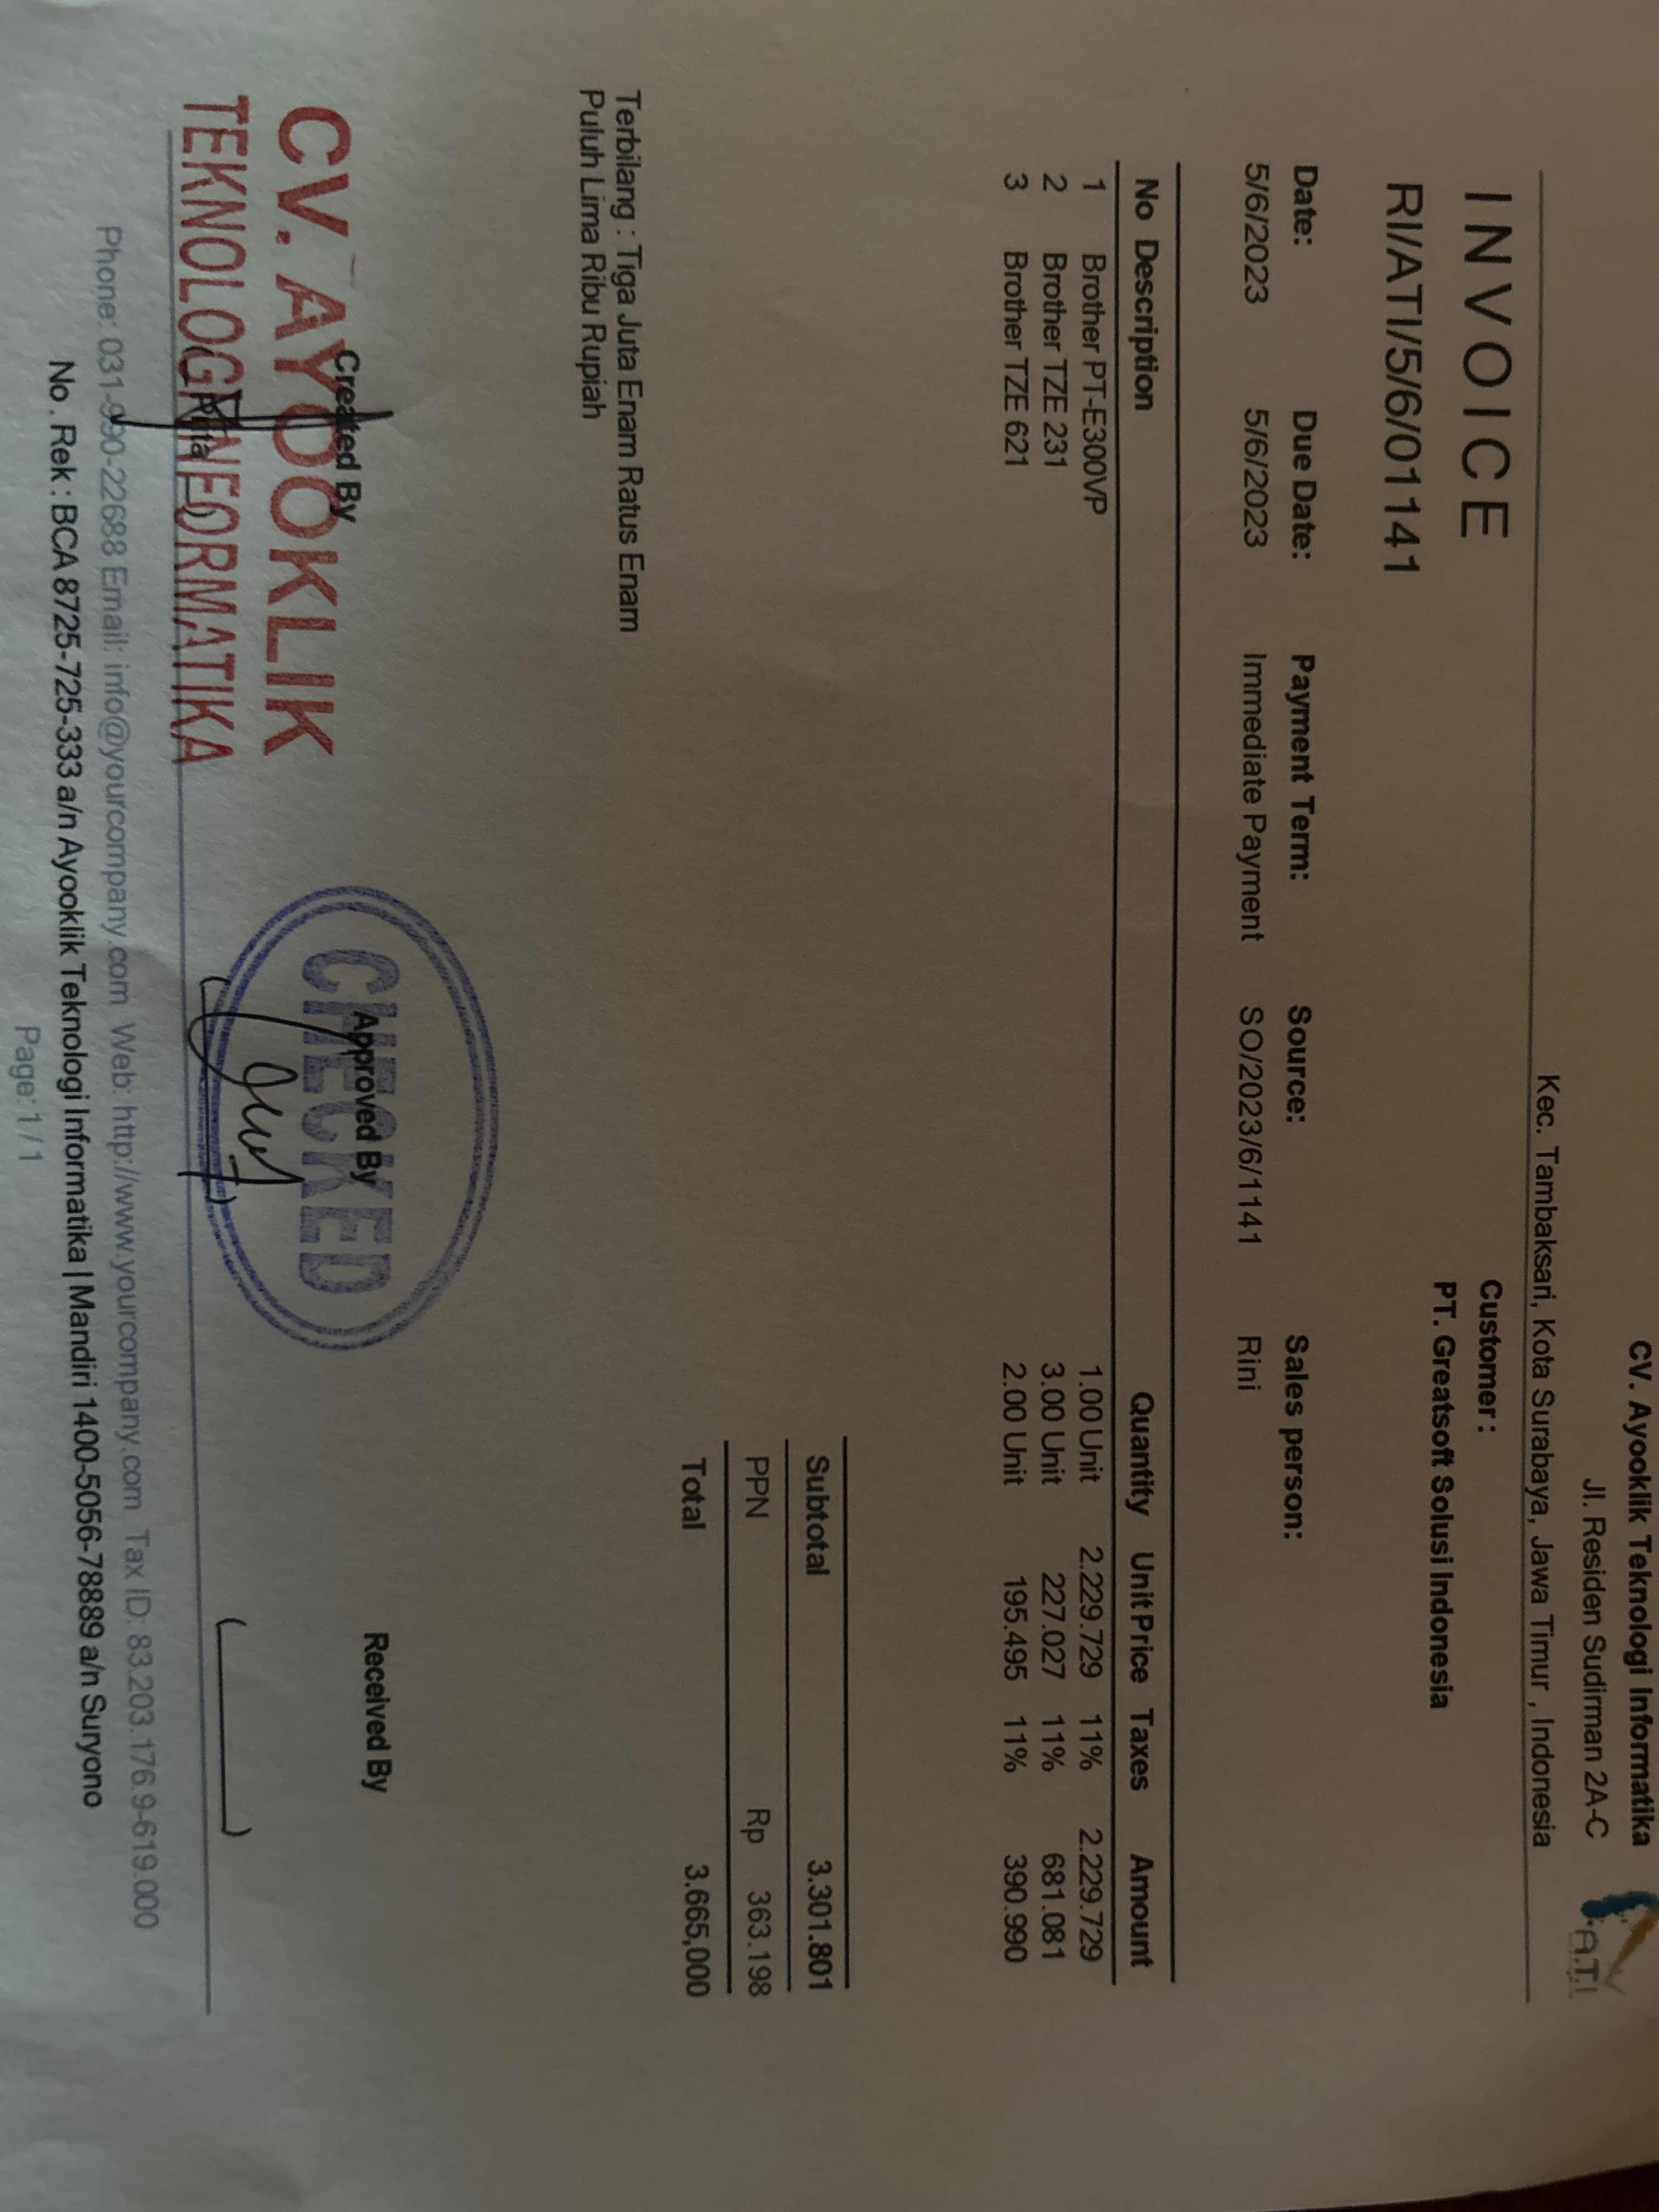 CV. Ayooklik Teknologi Informatika
Jl. Residen Sudirman 2A-C
Kec. Tambaksari, Kota Surabaya, Jawa Timur , Indonesia
A.T.I
INVOICE
RI/ATI/5/6/01141
Customer :
PT. Greatsoft Solusi Indonesia
Date: Due Date: Payment Term: Source: Sales person:
5/6/2023 5/6/2023 Immediate Payment SO/2023/6/1141 Rini
No Description Quantity Unit Price Taxes Amount
1 Brother PT-E300VP 1.00 Unit 2.229.729 11% 2.229.729
2 Brother TZE 231 3.00 Unit 227.027 11% 681.081
3 Brother TZE 621 2.00 Unit 195.495 11% 390.990
Subtotal 3.301.801
PPN Rp 363.198
Total 3.665,000
Terbilang : Tiga Juta Enam Ratus Enam
Puluh Lima Ribu Rupiah
Created By Approved By Received By
CV. AYOOKLIK
TEKNOLOGI INFORMATIKA
CHECKED
Phone: 031-990-22688 Email: info@yourcompany.com Web: http://www.yourcompany.com Tax ID: 83.203.176.9-619.000
No. Rek : BCA 8725-725-333 a/n Ayooklik Teknologi Informatika | Mandiri 1400-5056-78889 a/n Suryono
Page: 1 / 1